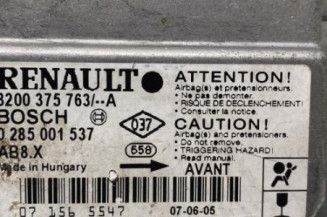 RENAULT
8200 375 763/--A
BOSCH
0 285 001 537
AB8.X
Made in Hungary
07 156 5547
037
658
ATTENTION!
Airbag(s) et pretensionneurs.
• Ne pas demonter.
• RISQUE DE DECLENCHEMENT!
Consulter la notice.
CAUTION!
Airbag(s) and pretensioners.
• Do not remove.
• TRIGGERING HAZARD!
• Read manual.
AVANT
07-06-05